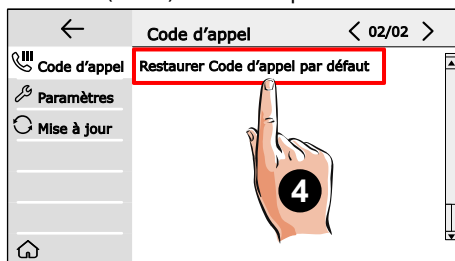 Code d'appel
02/02
Code d'appel
Restaurer Code d'appel par défaut
Paramètres
Mise à jour
4